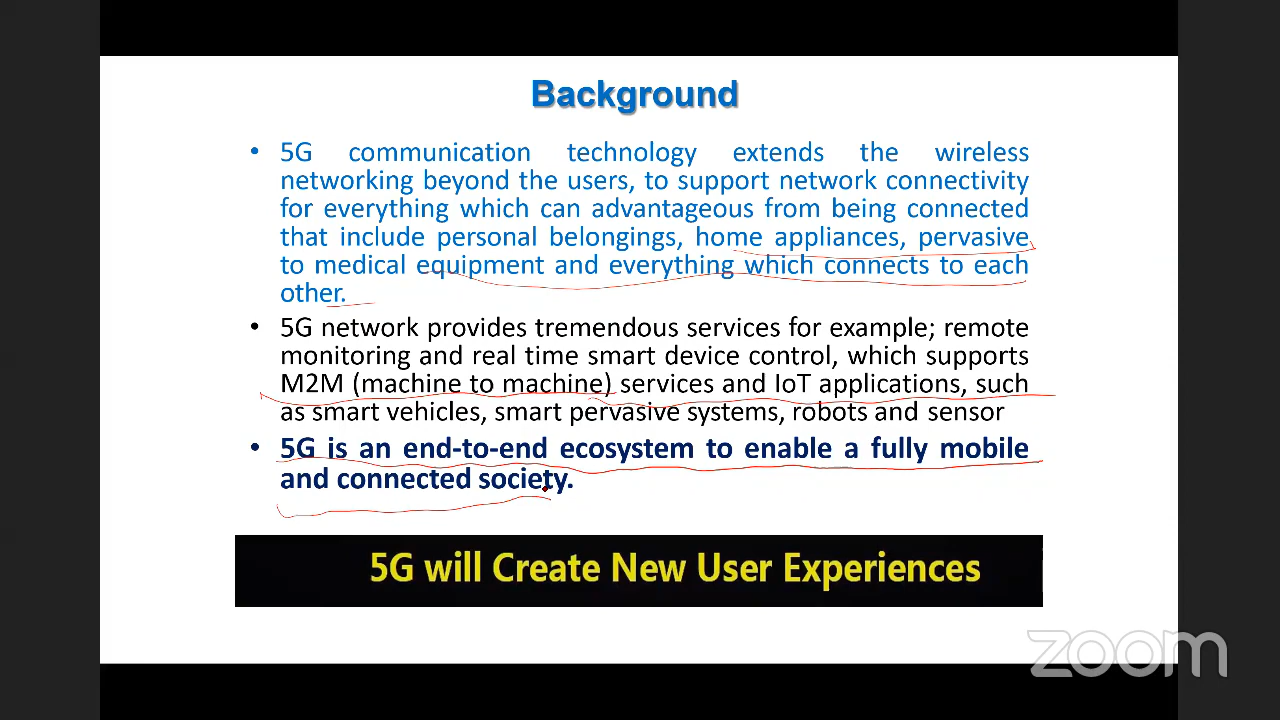 Background
• 5G communication technology extends the wireless
networking beyond the users, to support network connectivity
for everything which can advantageous from being connected
that include personal belongings, home appliances, pervasive
to medical equipment and everything which connects to each
other.
• 5G network provides tremendous services for example; remote
monitoring and real time smart device control, which supports
M2M (machine to machine) services and IoT applications, such
as smart vehicles, smart pervasive systems, robots and sensor
• 5G is an end-to-end ecosystem to enable a fully mobile
and connected society.
5G will Create New User Experiences
zoom